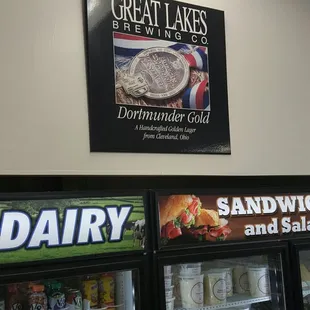 GREAT LAKES
BREWING CO.
Dortmunder Gold
A Handcrafted Golden Lager
from Cleveland, Ohio
DAIRY
SANDWIC
and Sala